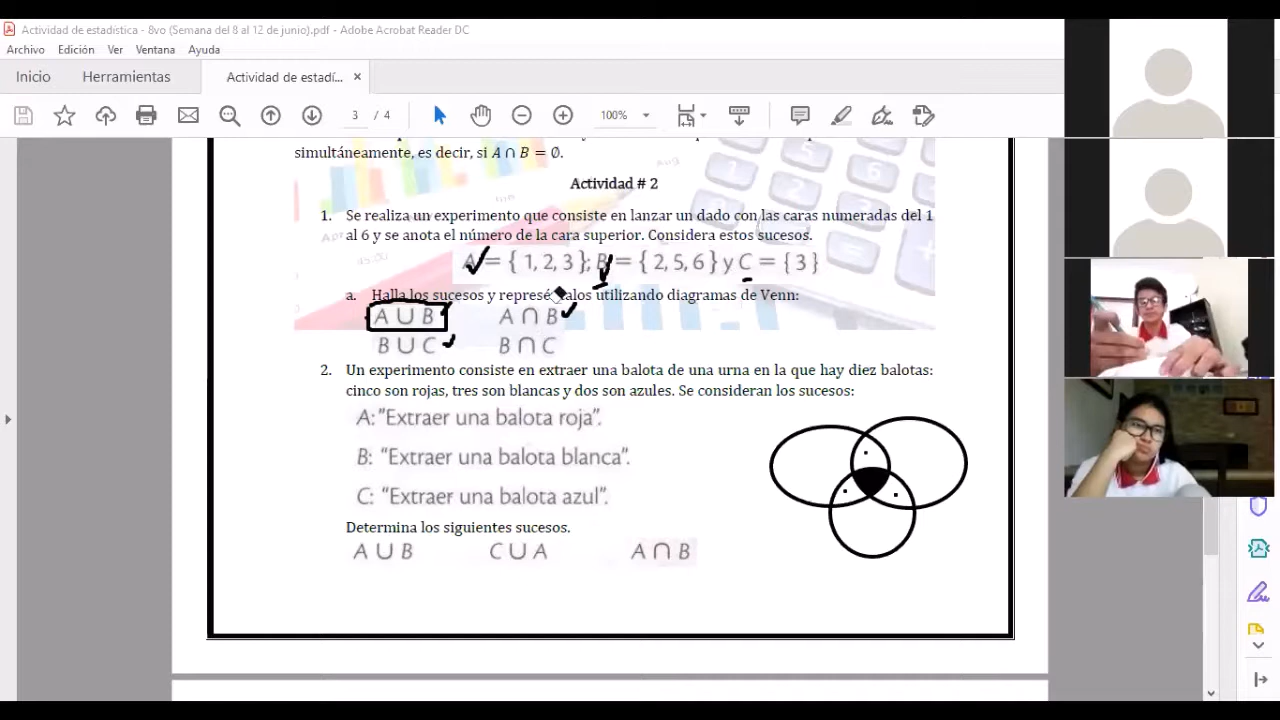 Actividad de estadística - 8vo (Semana del 8 al 12 de junio).pdf - Adobe Acrobat Reader DC
Archivo Edición Ver Ventana Ayuda
Inicio Herramientas Actividad de estadí... ×
3 / 4 100%
simultáneamente, es decir, si A ∩ B = ∅.
Actividad # 2
1. Se realiza un experimento que consiste en lanzar un dado con las caras numeradas del 1
al 6 y se anota el número de la cara superior. Considera estos sucesos.
A = { 1, 2, 3 }; B = { 2, 5, 6 } y C = { 3 }
a. Halla los sucesos y represéntalos utilizando diagramas de Venn:
A ∪ B A ∩ B
B ∪ C B ∩ C
2. Un experimento consiste en extraer una balota de una urna en la que hay diez balotas:
cinco son rojas, tres son blancas y dos son azules. Se consideran los sucesos:
A: "Extraer una balota roja".
B: "Extraer una balota blanca".
C: "Extraer una balota azul".
Determina los siguientes sucesos.
A ∪ B C ∪ A A ∩ B